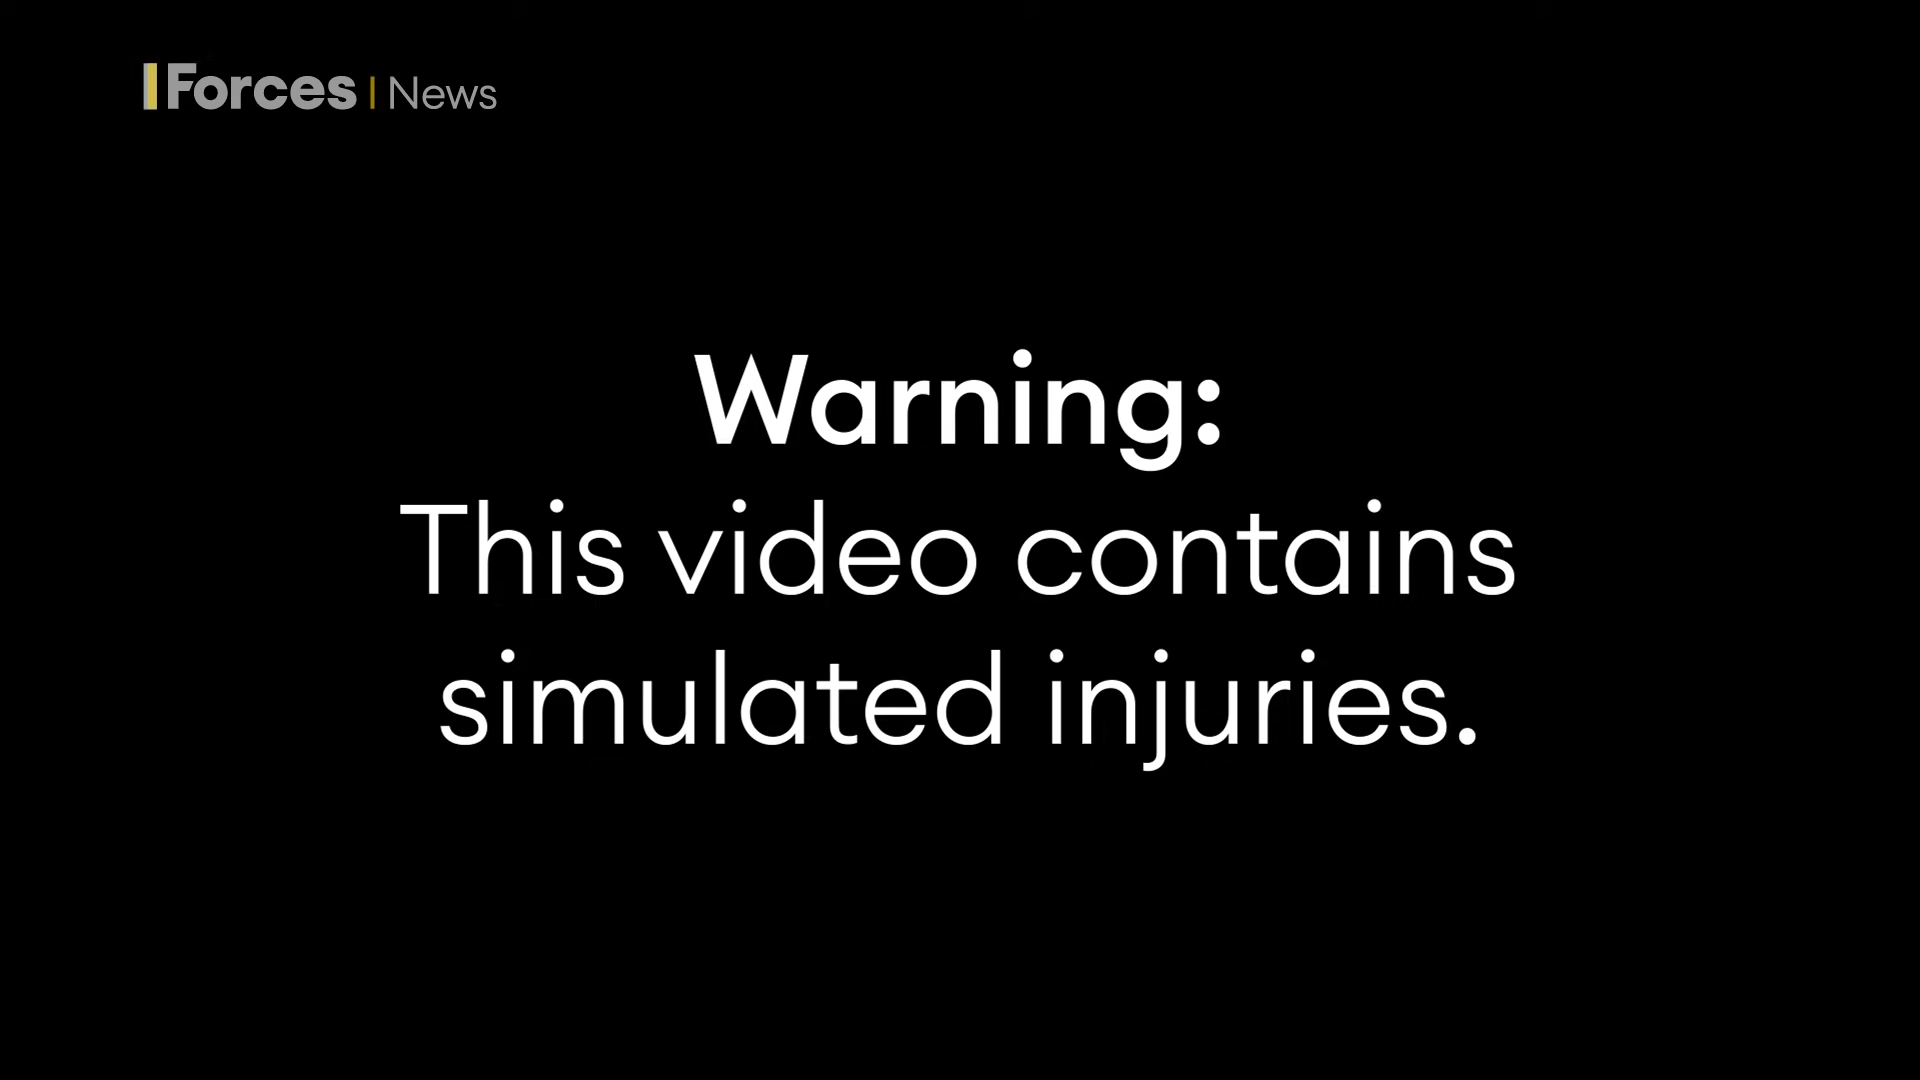 Forces | News
Warning:
This video contains
simulated injuries.